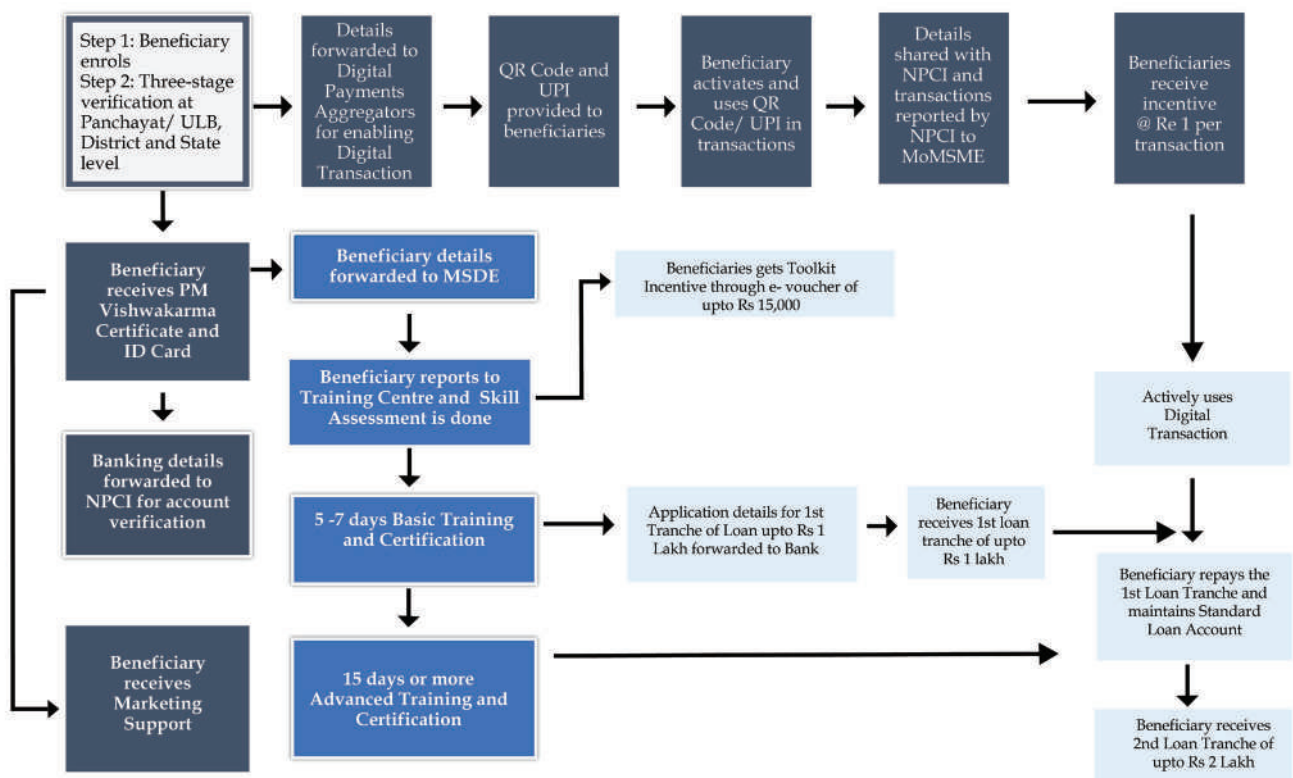 Step 1: Beneficiary
enrols
Step 2: Three-stage
verification at
Panchayat/ ULB,
District and State
level
Details
forwarded to
Digital
Payments
Aggregators
for enabling
Digital
Transaction
QR Code and
UPI
provided to
beneficiaries
Beneficiary
activates and
uses QR
Code/ UPI in
transactions
Details
shared with
NPCI and
transactions
reported by
NPCI to
MoMSME
Beneficiaries
receive
incentive
@ Re 1 per
transaction
Beneficiary
receives PM
Vishwakarma
Certificate and
ID Card
Beneficiary details
forwarded to MSDE
Beneficiaries gets Toolkit
Incentive through e- voucher of
upto Rs 15,000
Beneficiary reports to
Training Centre and Skill
Assessment is done
Actively uses
Digital
Transaction
Banking details
forwarded to
NPCI for account
verification
5 -7 days Basic Training
and Certification
Application details for 1st
Tranche of Loan upto Rs 1
Lakh forwarded to Bank
Beneficiary
receives 1st loan
tranche of upto
Rs 1 lakh
Beneficiary repays the
1st Loan Tranche and
maintains Standard
Loan Account
Beneficiary
receives
Marketing
Support
15 days or more
Advanced Training and
Certification
Beneficiary receives
2nd Loan Tranche of
upto Rs 2 Lakh